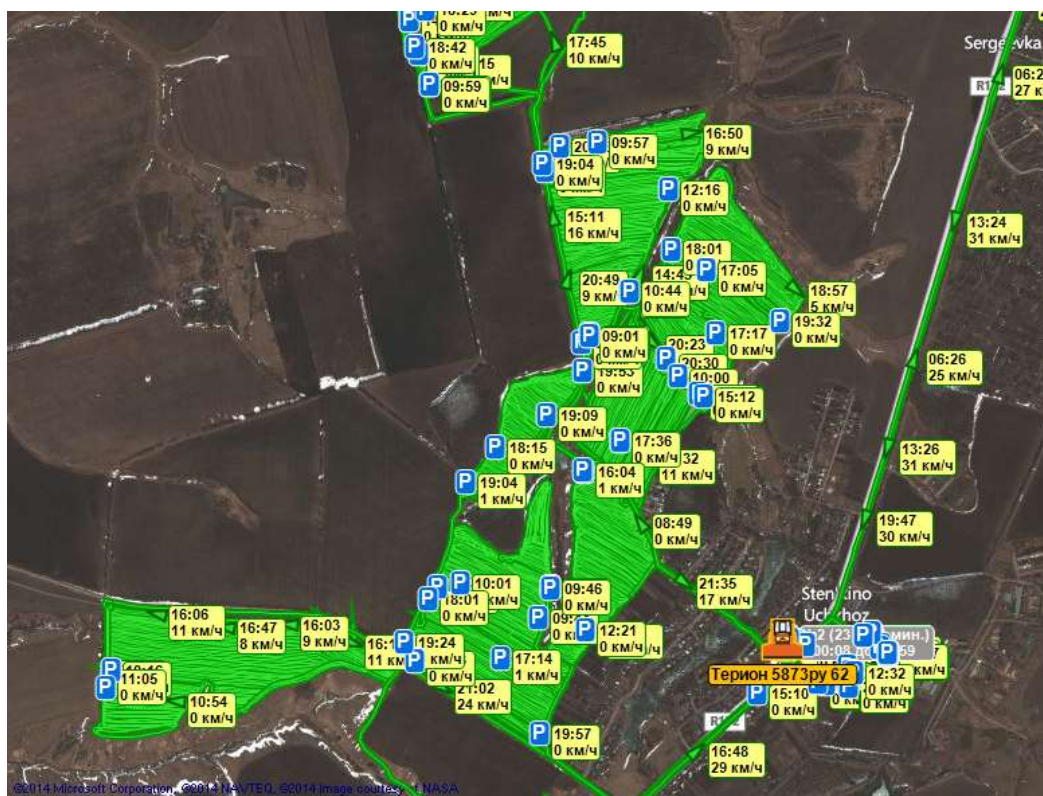 18:23
0 км/ч
17:45
10 км/ч
Sergeevka
18:42
0 км/ч
09:59
0 км/ч
09:57
0 км/ч
16:50
9 км/ч
19:04
0 км/ч
12:16
0 км/ч
15:11
16 км/ч
13:24
31 км/ч
18:01
17:05
0 км/ч
20:49
10:44
0 км/ч
18:57
5 км/ч
19:32
0 км/ч
09:01
0 км/ч
17:17
0 км/ч
20:23
20:30
06:26
25 км/ч
19:53
0 км/ч
10:00
15:12
0 км/ч
19:09
0 км/ч
17:36
0 км/ч
11 км/ч
13:26
31 км/ч
18:15
0 км/ч
16:04
1 км/ч
19:04
1 км/ч
08:49
0 км/ч
19:47
30 км/ч
10:01
09:46
0 км/ч
21:35
17 км/ч
18:01
0 км/ч
16:06
11 км/ч
16:47
8 км/ч
16:03
9 км/ч
12:21
0 км/ч
19:24
0 км/ч
17:14
1 км/ч
11:05
0 км/ч
10:54
0 км/ч
21:02
24 км/ч
Терион 5873ру 62
12:32
0 км/ч
15:10
0 км/ч
19:57
0 км/ч
16:48
29 км/ч
©2014 Microsoft Corporation, ©2014 NAVTEQ, ©2014 Image courtesy of NASA